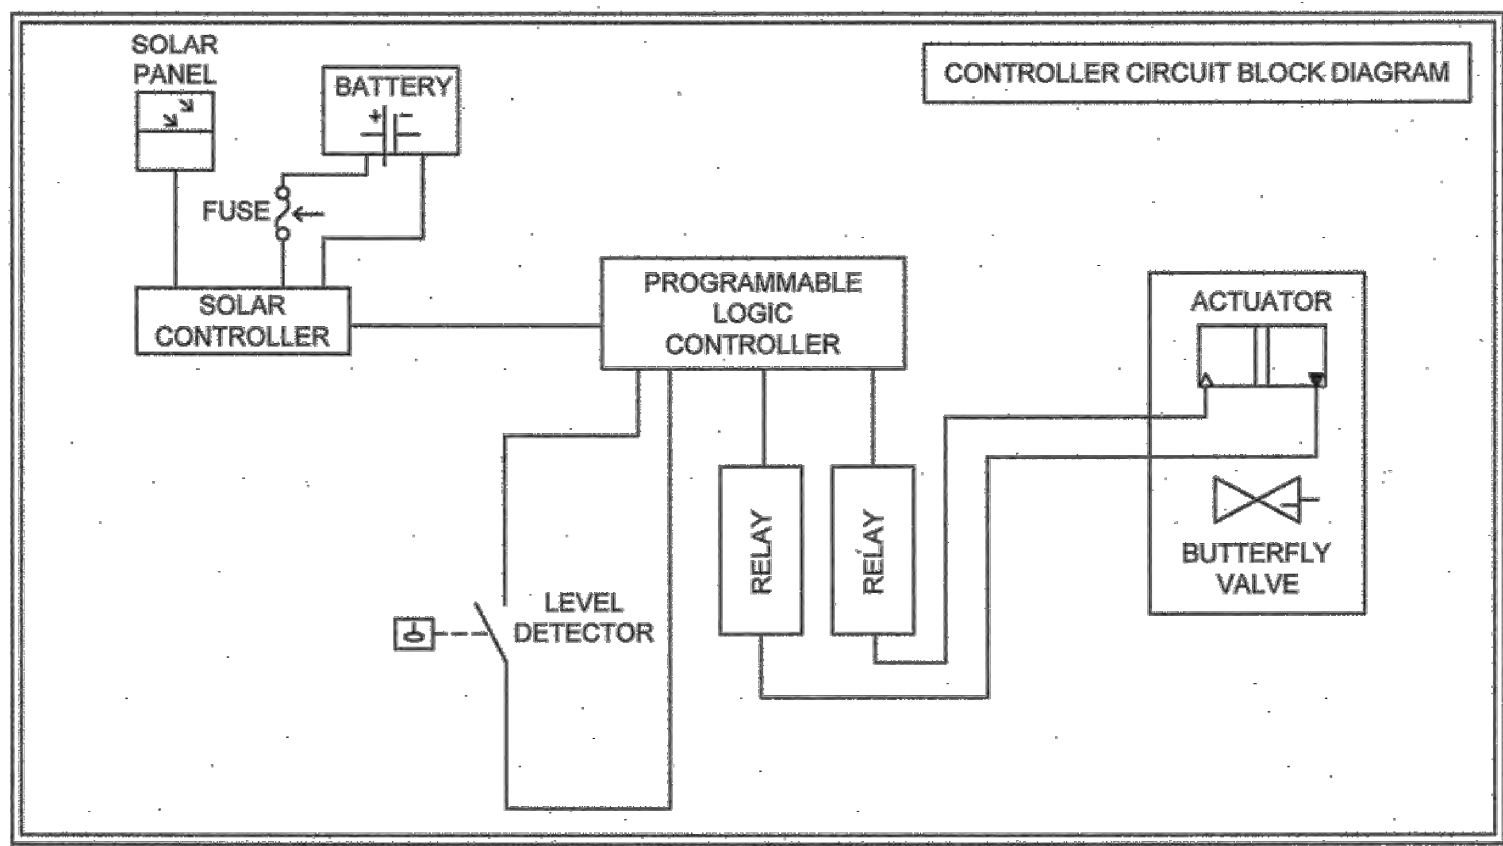 SOLAR
PANEL
BATTERY
+ -
CONTROLLER CIRCUIT BLOCK DIAGRAM
FUSE
SOLAR
CONTROLLER
PROGRAMMABLE
LOGIC
CONTROLLER
ACTUATOR
RELAY
RELAY
BUTTERFLY
VALVE
LEVEL
DETECTOR